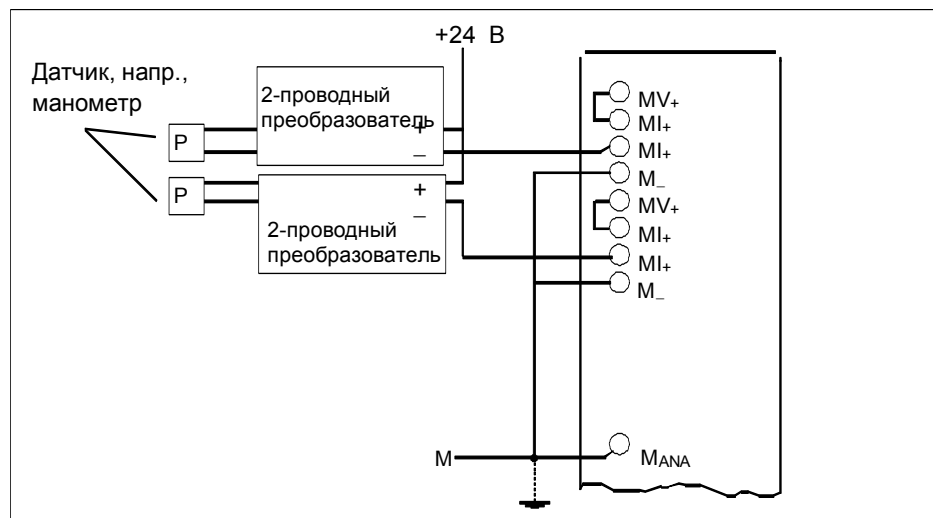 +24 В
Датчик, напр.,
манометр
2-проводный
преобразователь
+
–
P
P
+
–
2-проводный
преобразователь
MV+
MI+
MI+
M–
MV+
MI+
MI+
M–
M
MANA